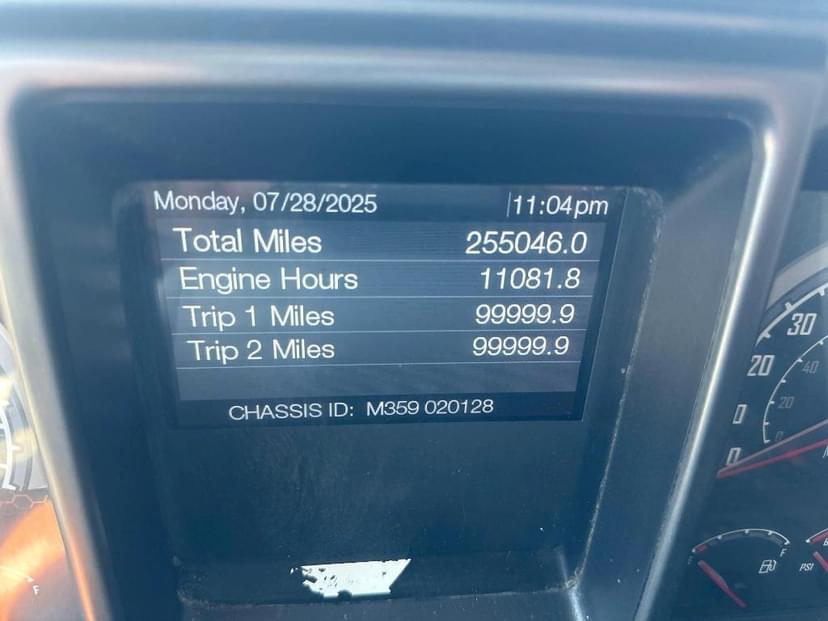 Monday, 07/28/2025 11:04pm
Total Miles 255046.0
Engine Hours 11081.8
Trip 1 Miles 99999.9
Trip 2 Miles 99999.9
CHASSIS ID: M359 020128
30
20
40
20
0
0
F
F
PSI